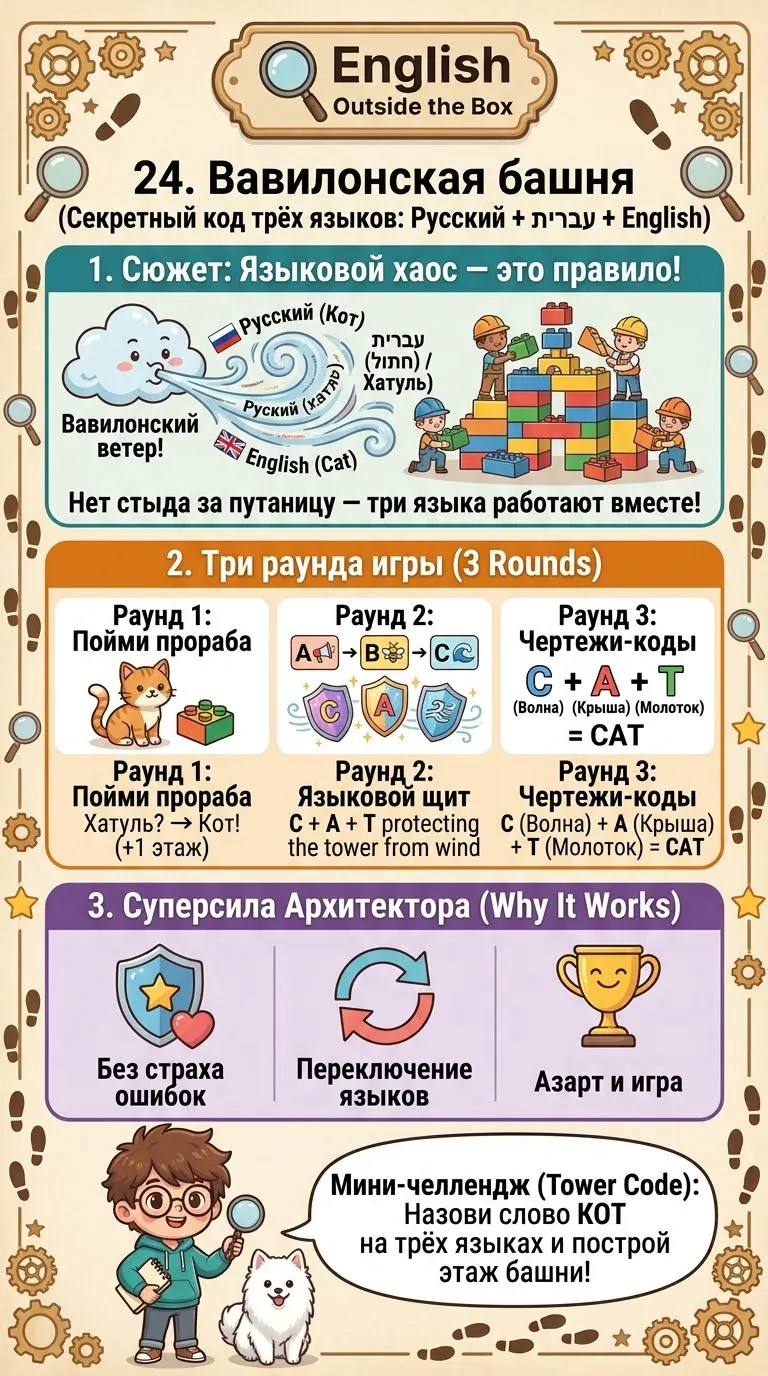 English
Outside the Box
24. Вавилонская башня
(Секретный код трёх языков: Русский + עברית + English)
1. Сюжет: Языковой хаос — это правило!
Русский (Кот)
עברית
(חתול) /
Хатуль)
Руский (хатдь)
English (Cat)
Вавилонский
ветер!
Нет стыда за путаницу — три языка работают вместе!
2. Три раунда игры (3 Rounds)
Раунд 1:
Пойми прораба
Раунд 2:
A → B → C
C A
Раунд 3:
Чертежи-коды
C + A + T
(Волна) (Крыша) (Молоток)
= CAT
Раунд 1:
Пойми прораба
Хатуль? → Кот!
(+1 этаж)
Раунд 2:
Языковой щит
C + A + T protecting
the tower from wind
Раунд 3:
Чертежи-коды
C (Волна) + A (Крыша)
+ T (Молоток) = CAT
3. Суперсила Архитектора (Why It Works)
Без страха
ошибок
Переключение
языков
Азарт и игра
Мини-челлендж (Tower Code):
Назови слово КОТ
на трёх языках и построй
этаж башни!